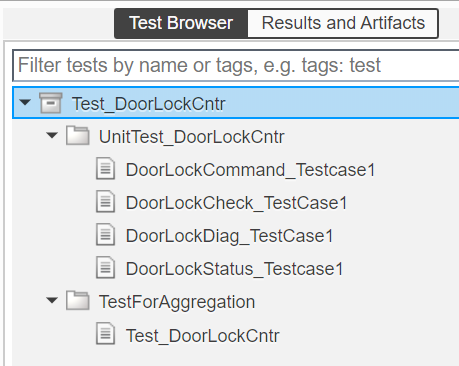 Test Browser
Results and Artifacts
Filter tests by name or tags, e.g. tags: test
Test_DoorLockCntr
UnitTest_DoorLockCntr
DoorLockCommand_Testcase1
DoorLockCheck_TestCase1
DoorLockDiag_TestCase1
DoorLockStatus_Testcase1
TestForAggregation
Test_DoorLockCntr